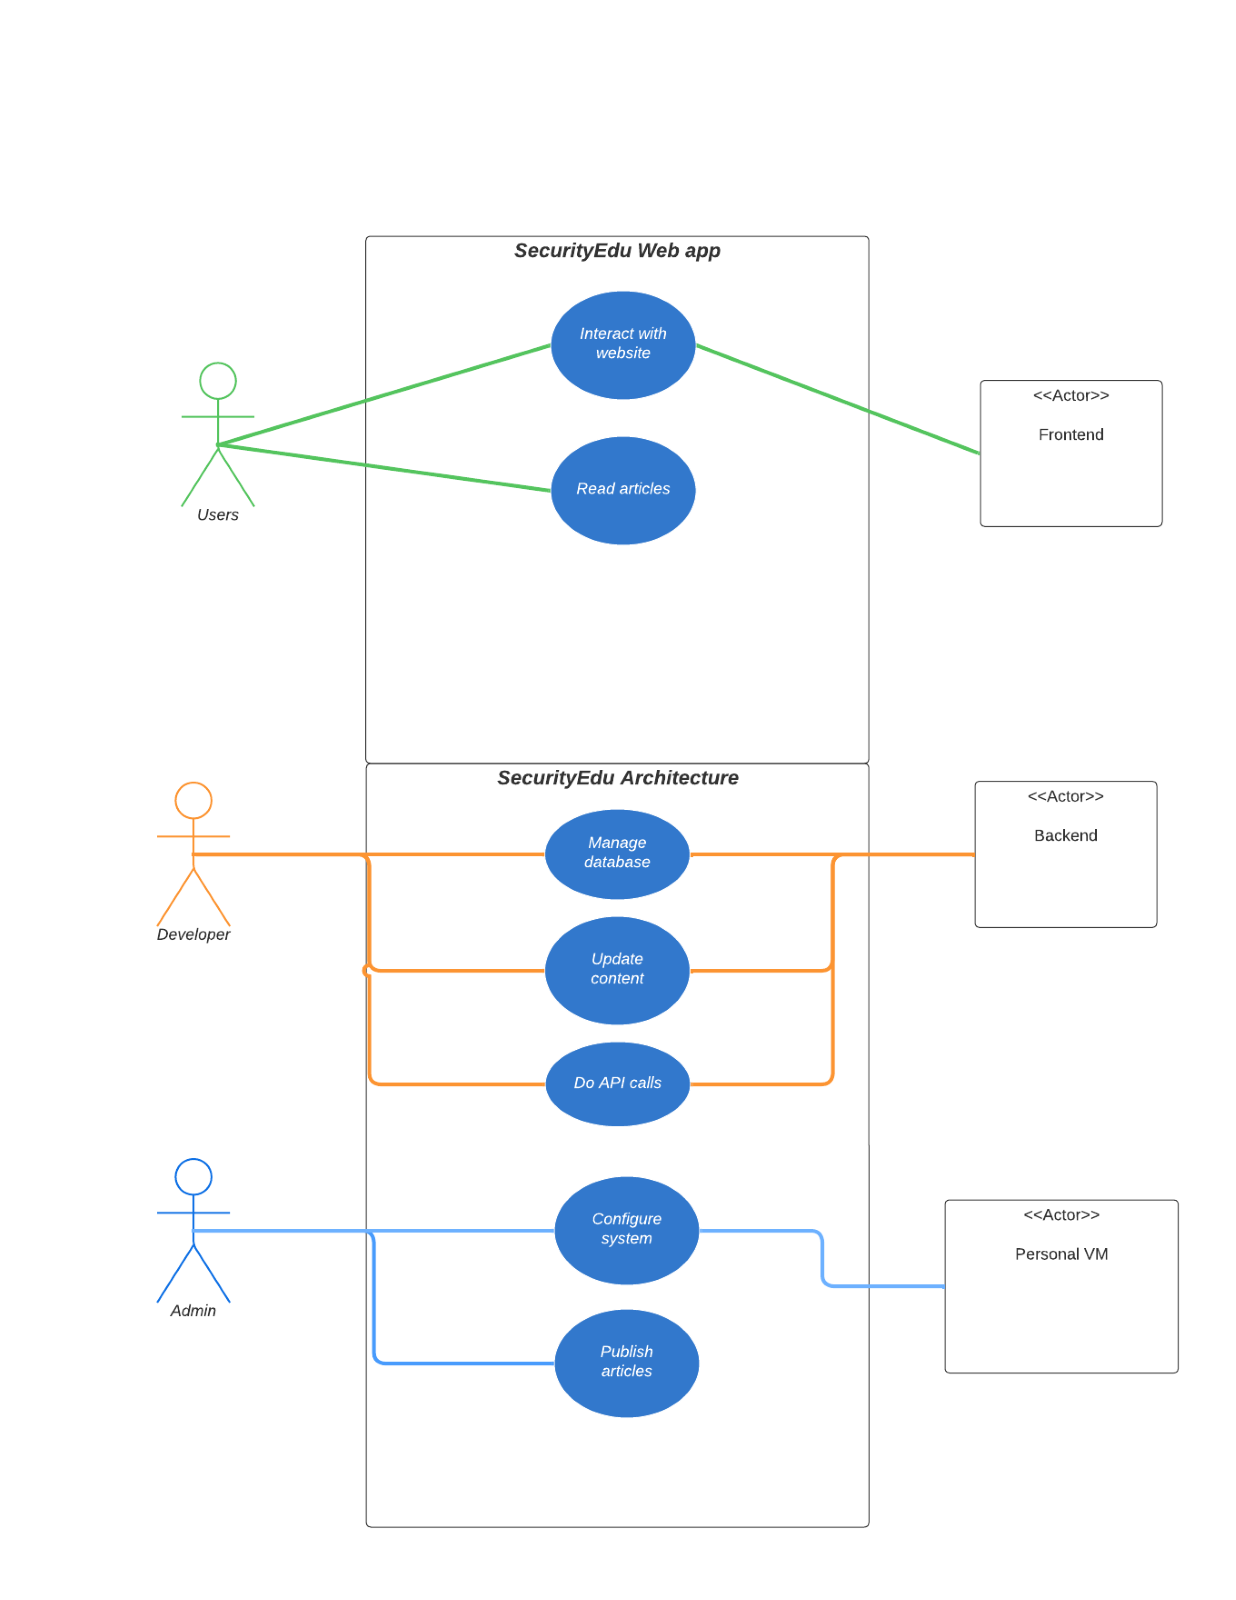 SecurityEdu Web app
Interact with
website
<<Actor>>
Frontend
Read articles
Users
SecurityEdu Architecture
<<Actor>>
Backend
Manage
database
Developer
Update
content
Do API calls
Configure
system
<<Actor>>
Personal VM
Admin
Publish
articles